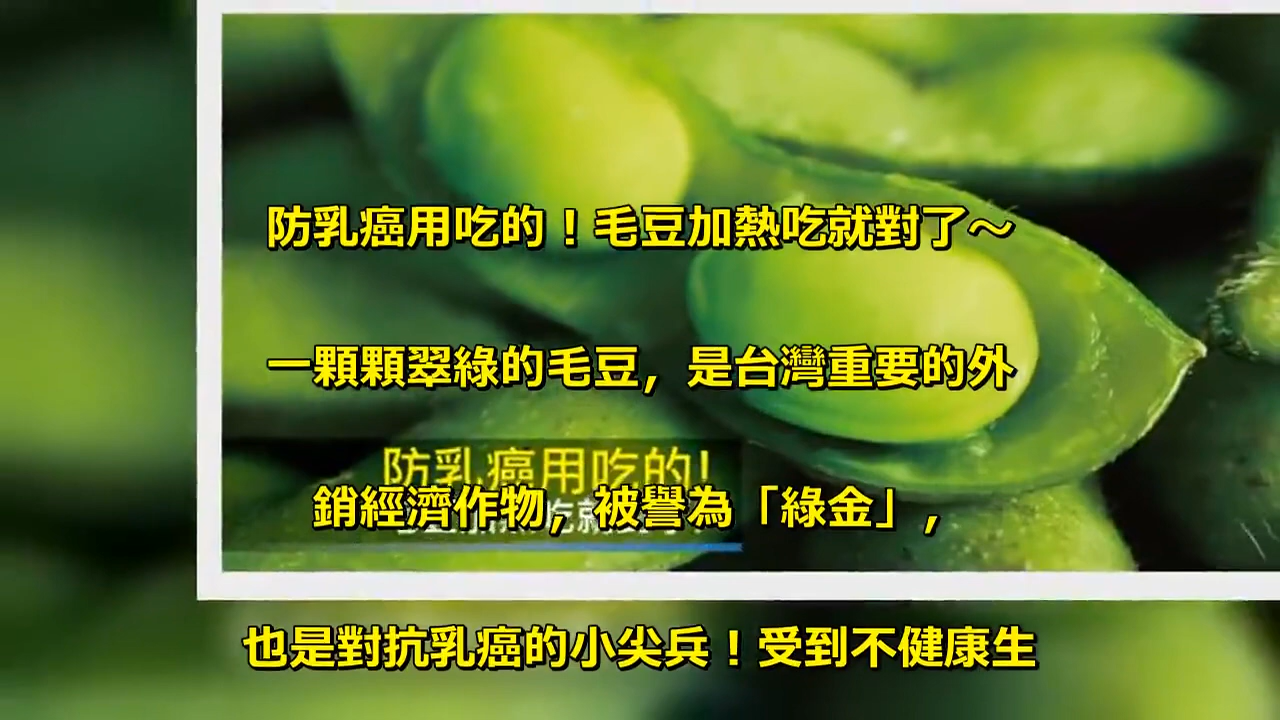 防乳癌用吃的！毛豆加熱吃就對了～
一顆顆翠綠的毛豆，是台灣重要的外
防乳癌用吃的!
銷經濟作物，被譽為「綠金」，
也是對抗乳癌的小尖兵！受到不健康生